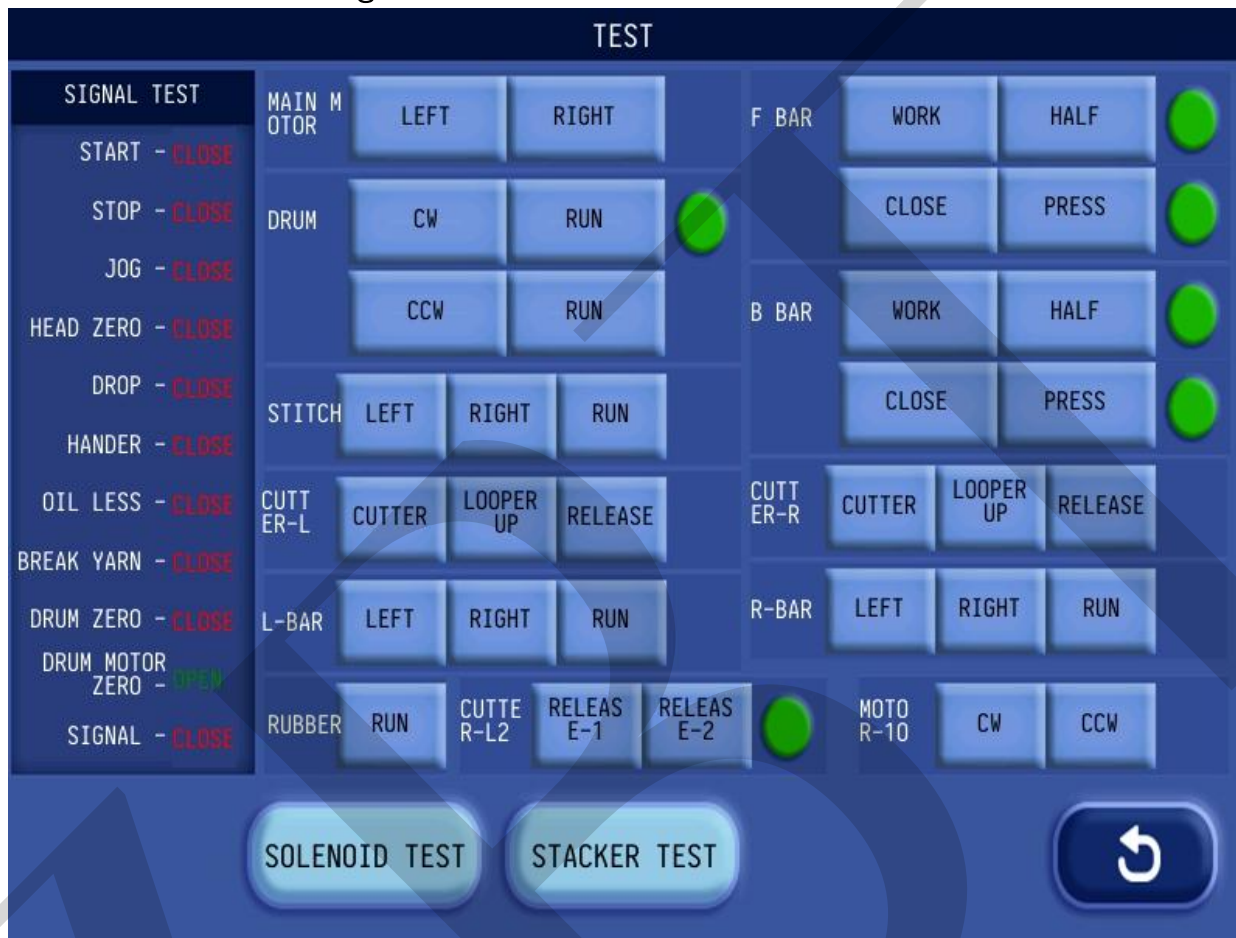 TEST
SIGNAL TEST
START - CLOSE
STOP - CLOSE
JOG - CLOSE
HEAD ZERO - CLOSE
DROP - CLOSE
HANDER - CLOSE
OIL LESS - CLOSE
BREAK YARN - CLOSE
DRUM ZERO - CLOSE
DRUM MOTOR
ZERO - OPEN
SIGNAL - CLOSE
MAIN M
OTOR
LEFT
RIGHT
DRUM
CW
RUN
CCW
RUN
STITCH
LEFT
RIGHT
RUN
CUTT
ER-L
CUTTER
LOOPER
UP
RELEASE
L-BAR
LEFT
RIGHT
RUN
RUBBER
RUN
CUTTE
R-L2
RELEAS
E-1
RELEAS
E-2
F BAR
WORK
HALF
CLOSE
PRESS
B BAR
WORK
HALF
CLOSE
PRESS
CUTT
ER-R
CUTTER
LOOPER
UP
RELEASE
R-BAR
LEFT
RIGHT
RUN
MOTO
R-10
CW
CCW
SOLENOID TEST
STACKER TEST